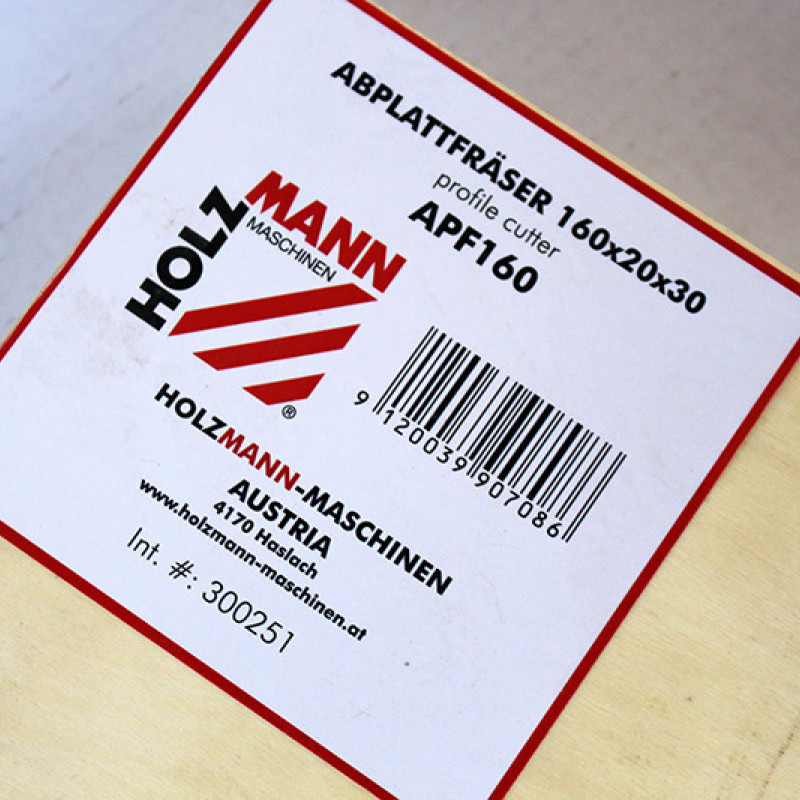 ABPLATTFRÄSER 160x20x30
profile cutter
APF160
HOLZ
MANN
MASCHINEN
®
9 120039 907086
HOLZMANN-MASCHINEN
AUSTRIA
4170 Haslach
www.holzmann-maschinen.at
Int. #: 300251